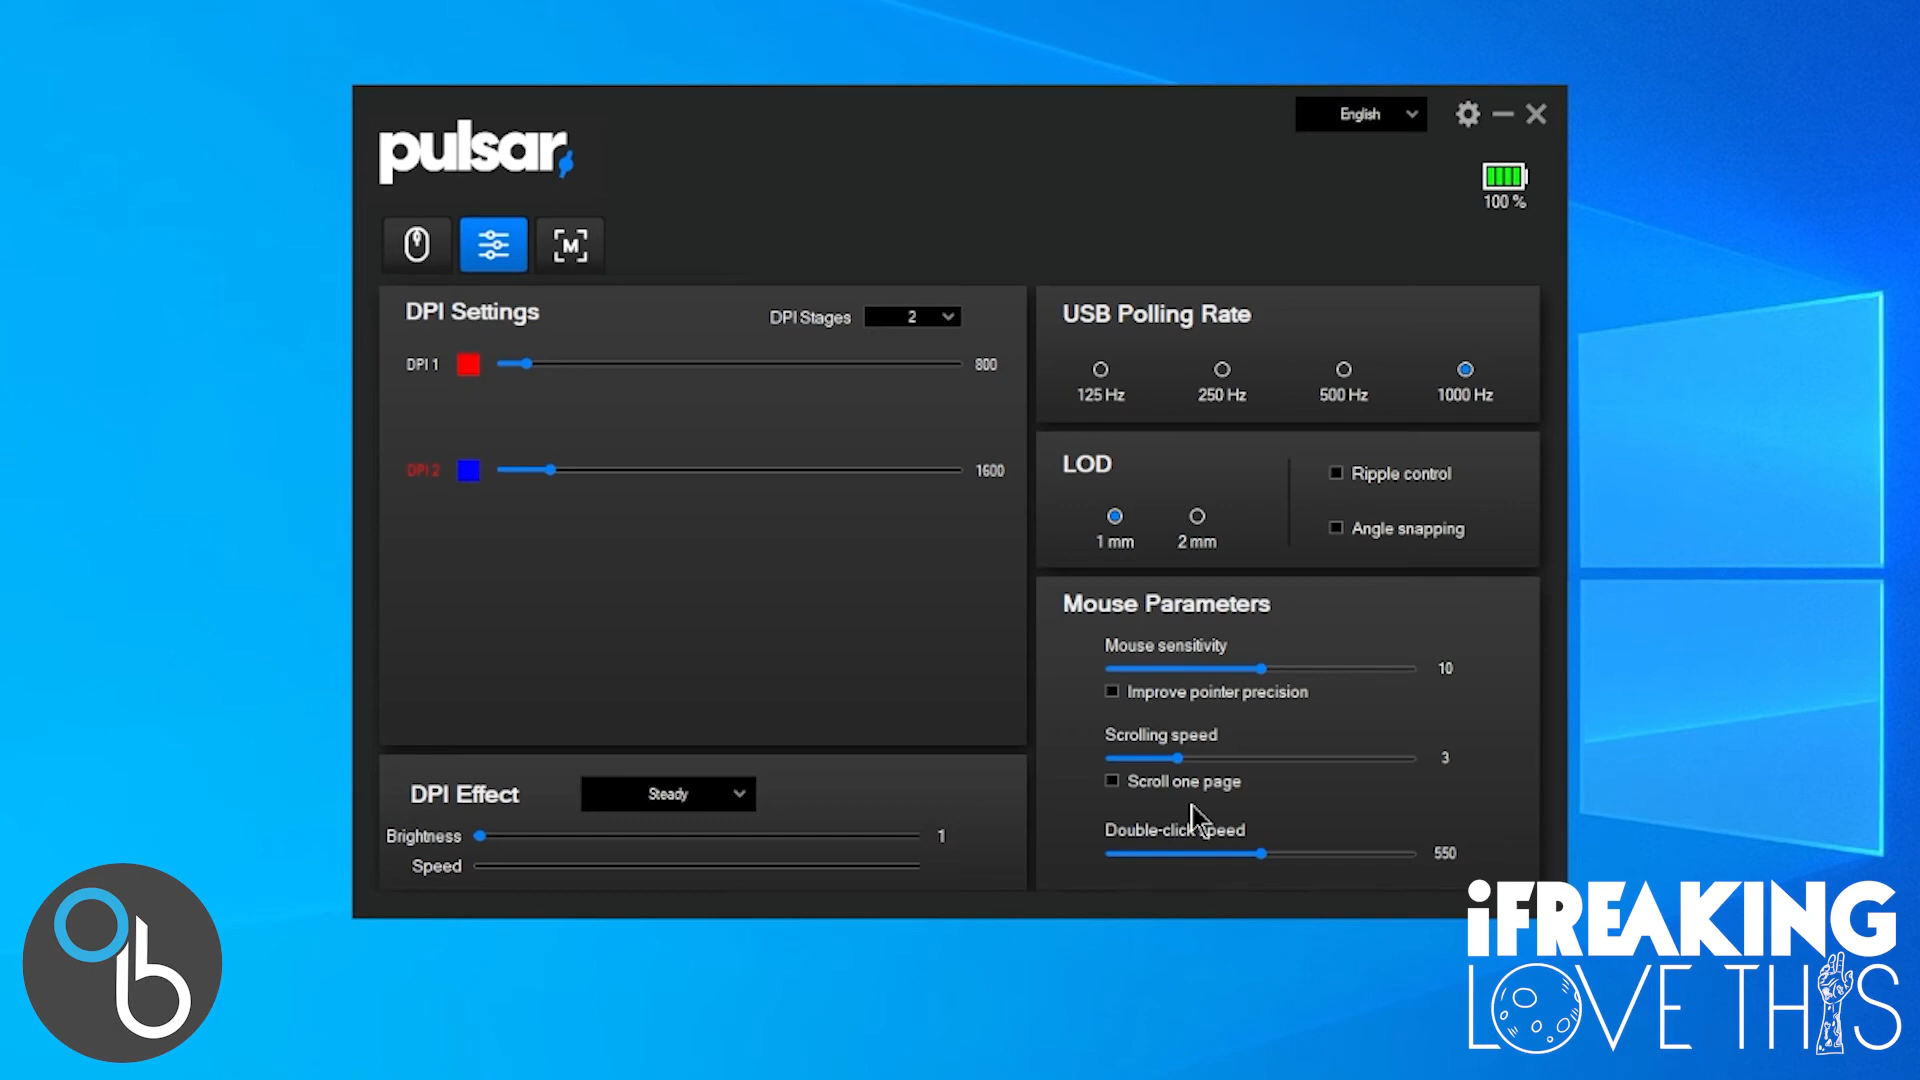 pulsar
English
100 %
M
DPI Settings
DPI Stages 2
DPI 1 800
DPI 2 1600
DPI Effect
Steady
Brightness 1
Speed
USB Polling Rate
125 Hz 250 Hz 500 Hz 1000 Hz
LOD
1 mm 2 mm
Ripple control
Angle snapping
Mouse Parameters
Mouse sensitivity
10
Improve pointer precision
Scrolling speed
3
Scroll one page
Double-click speed
550
b
iFREAKING
LOVE THIS